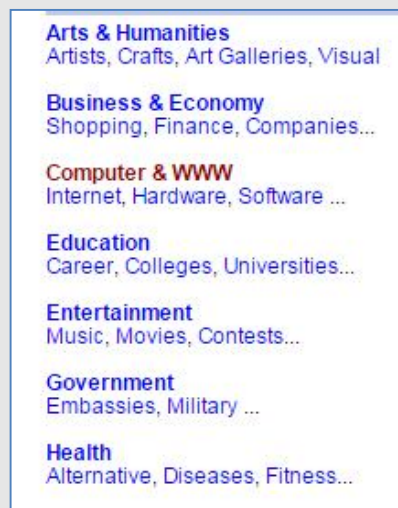 Arts & Humanities
Artists, Crafts, Art Galleries, Visual
Business & Economy
Shopping, Finance, Companies...
Computer & WWW
Internet, Hardware, Software ...
Education
Career, Colleges, Universities...
Entertainment
Music, Movies, Contests...
Government
Embassies, Military ...
Health
Alternative, Diseases, Fitness...